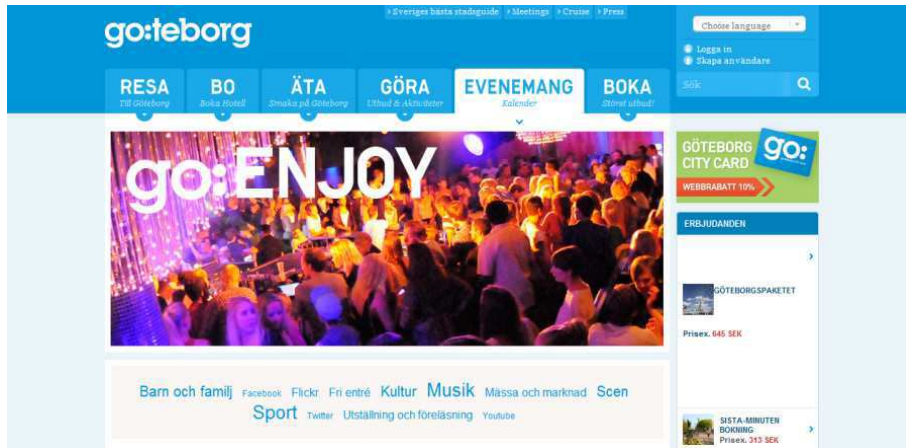 › Sveriges bästa stadsguide › Meetings › Cruise › Press
go:teborg
Choose language
Logga in
Skapa användare
Sök
RESA
Till Göteborg
BO
Boka Hotell
ÄTA
Smaka på Göteborg
GÖRA
Utbud & Aktiviteter
EVENEMANG
Kalender
BOKA
Störst utbud!
go:ENJOY
GÖTEBORG
CITY CARD
go:
WEBBRABATT 10%
ERBJUDANDEN
GÖTEBORGSPAKETET
Prisex. 645 SEK
SISTA-MINUTEN
BOKNING
Prisex. 313 SEK
Barn och familj Facebook Flickr Fri entré Kultur Musik Mässa och marknad Scen
Sport Twitter Utställning och föreläsning Youtube